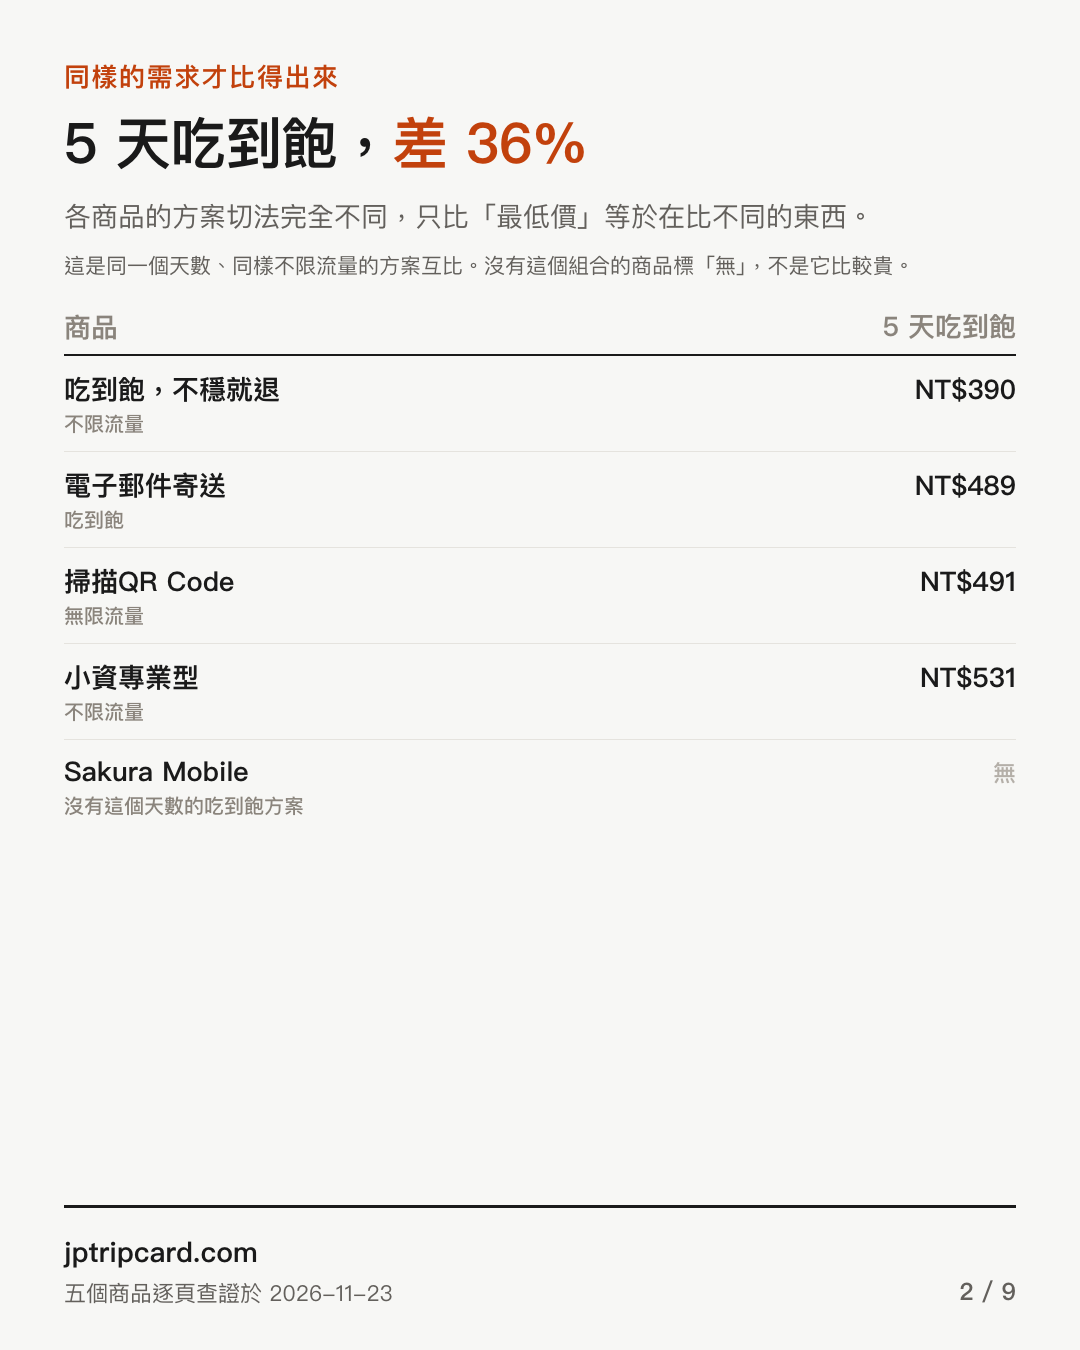 同樣的需求才比得出來
5 天吃到飽，差 36%
各商品的方案切法完全不同，只比「最低價」等於在比不同的東西。
這是同一個天數、同樣不限流量的方案互比。沒有這個組合的商品標「無」，不是它比較貴。
商品 5 天吃到飽
吃到飽，不穩就退 NT$390
不限流量
電子郵件寄送 NT$489
吃到飽
掃描QR Code NT$491
無限流量
小資專業型 NT$531
不限流量
Sakura Mobile 無
沒有這個天數的吃到飽方案
jptripcard.com
五個商品逐頁查證於 2026–11–23 2 / 9